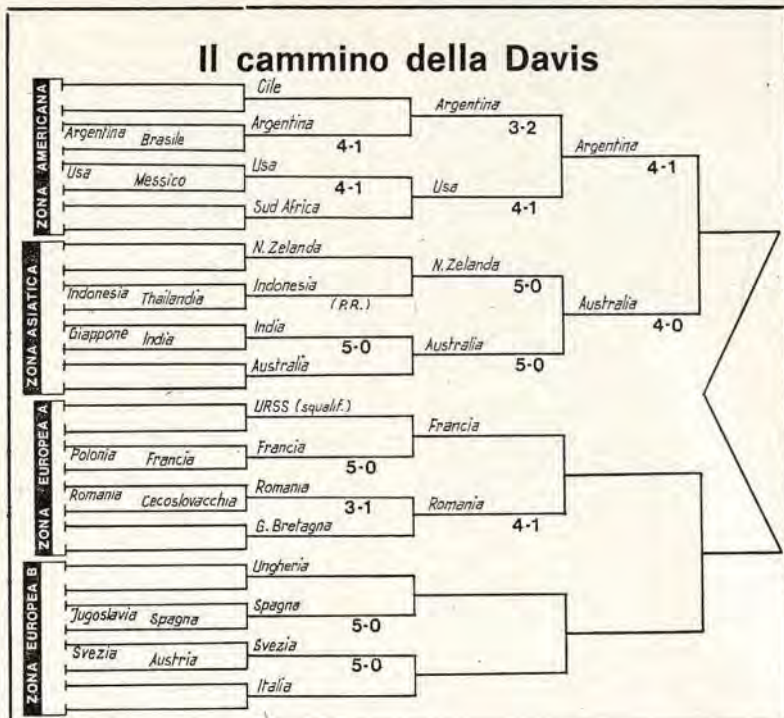 Il cammino della Davis
ZONA AMERICANA
Cile
Argentina Brasile
Argentina
4-1
Argentina
3-2
Usa Messico
Usa
4-1
Sud Africa
Usa
4-1
Argentina
4-1
ZONA ASIATICA
N. Zelanda
Indonesia Thailandia
Indonesia
(P.R.)
N. Zelanda
5-0
Giappone India
India
5-0
Australia
Australia
5-0
Australia
4-0
ZONA EUROPEA A
URSS (squalif.)
Polonia Francia
Francia
5-0
Francia
Romania Cecoslovacchia
Romania
3-1
G. Bretagna
Romania
4-1
ZONA EUROPEA B
Ungheria
Jugoslavia Spagna
Spagna
5-0
Svezia Austria
Svezia
5-0
Italia